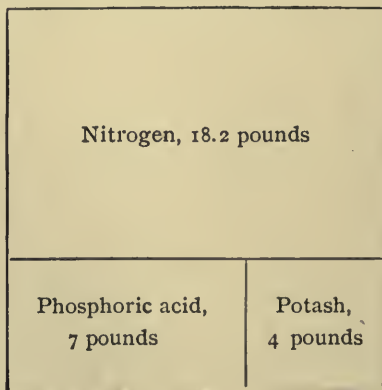 Nitrogen, 18.2 pounds
Phosphoric acid,
7 pounds
Potash,
4 pounds